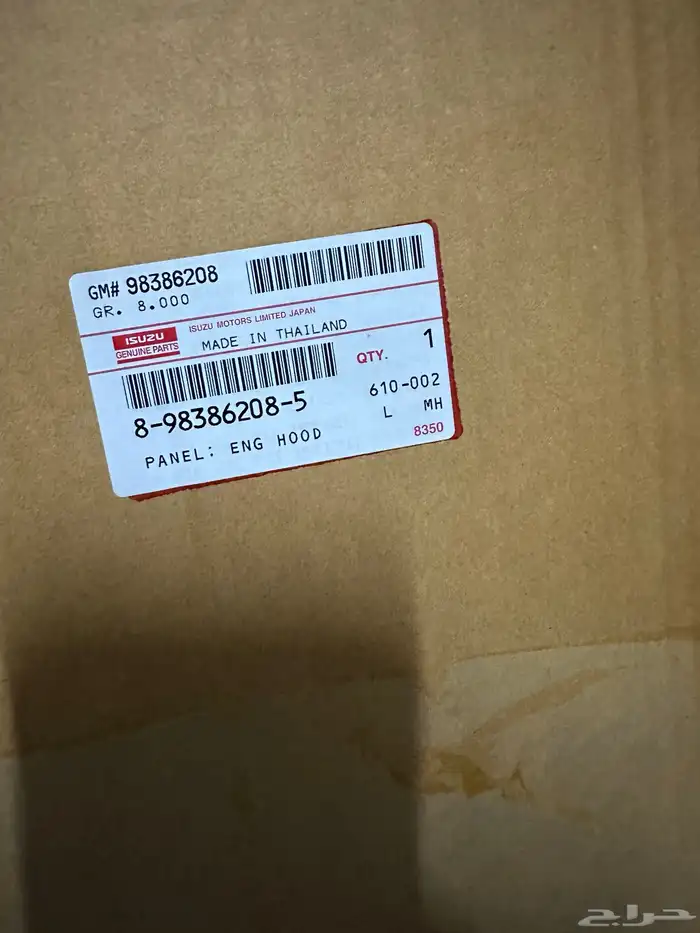 GM# 98386208
GR. 8.000
ISUZU
GENUINE PARTS
ISUZU MOTORS LIMITED JAPAN
MADE IN THAILAND
QTY. 1
8-98386208-5
610-002
L MH
PANEL: ENG HOOD
8350
حراج